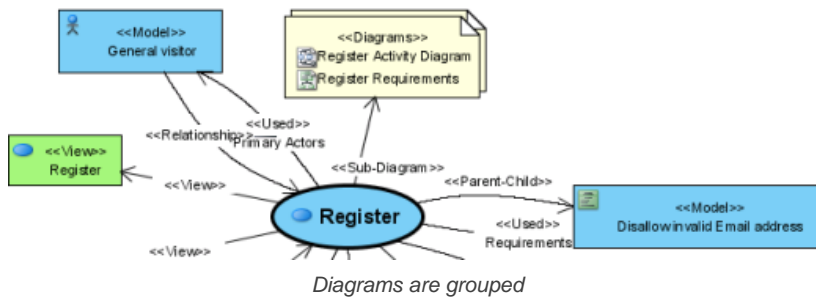 <<Model>>
General visitor
<<Diagrams>>
Register Activity Diagram
Register Requirements
<<Relationship>>
<<Used>>
Primary Actors
<<View>>
Register
<<View>>
<<Sub-Diagram>>
<<Parent-Child>>
Register
<<Model>>
Disallow invalid Email address
<<Used>>
Requirements
<<View>>
Diagrams are grouped